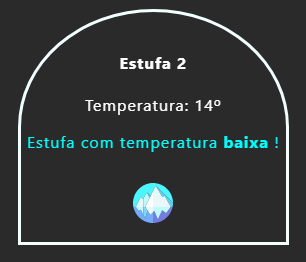 Estufa 2
Temperatura: 14º
Estufa com temperatura baixa !